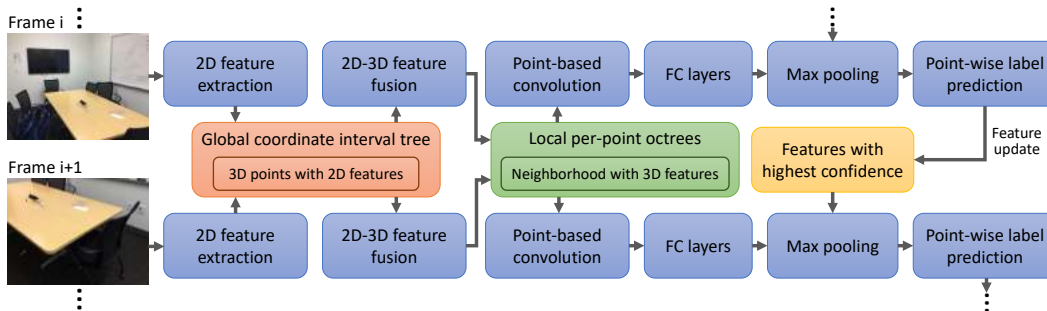 Frame i
2D feature
extraction
2D-3D feature
fusion
Point-based
convolution
FC layers
Max pooling
Point-wise label
prediction
Global coordinate interval tree
3D points with 2D features
Local per-point octrees
Neighborhood with 3D features
Features with
highest confidence
Feature
update
Frame i+1
2D feature
extraction
2D-3D feature
fusion
Point-based
convolution
FC layers
Max pooling
Point-wise label
prediction